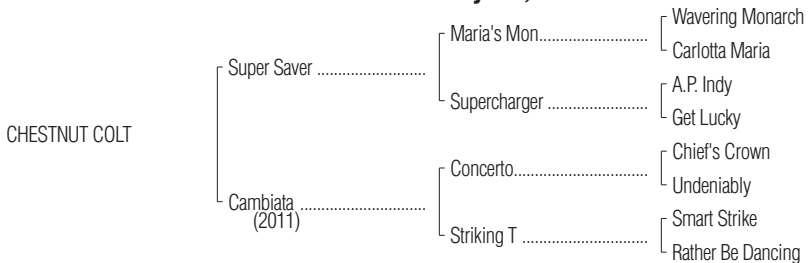 Wavering Monarch
Maria's Mon..............................
Carlotta Maria
Super Saver ..............................
A.P. Indy
Supercharger ............................
Get Lucky
CHESTNUT COLT
Chief's Crown
Concerto...................................
Undeniably
Cambiata ..................................
(2011)
Smart Strike
Striking T ..................................
Rather Be Dancing